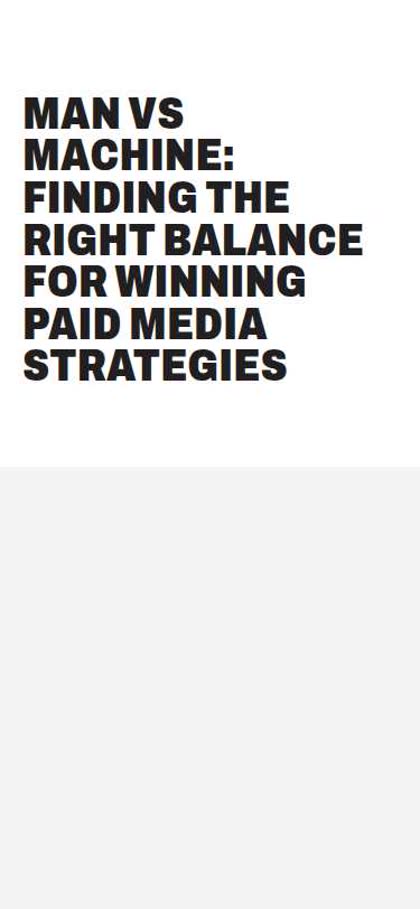 MAN VS
MACHINE:
FINDING THE
RIGHT BALANCE
FOR WINNING
PAID MEDIA
STRATEGIES